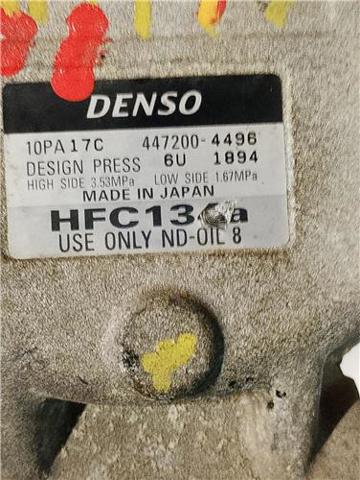 DENSO
10PA17C 447200-4496
DESIGN PRESS 6U 1894
HIGH SIDE 3.53MPa LOW SIDE 1.67MPa
MADE IN JAPAN
HFC134a
USE ONLY ND-OIL 8